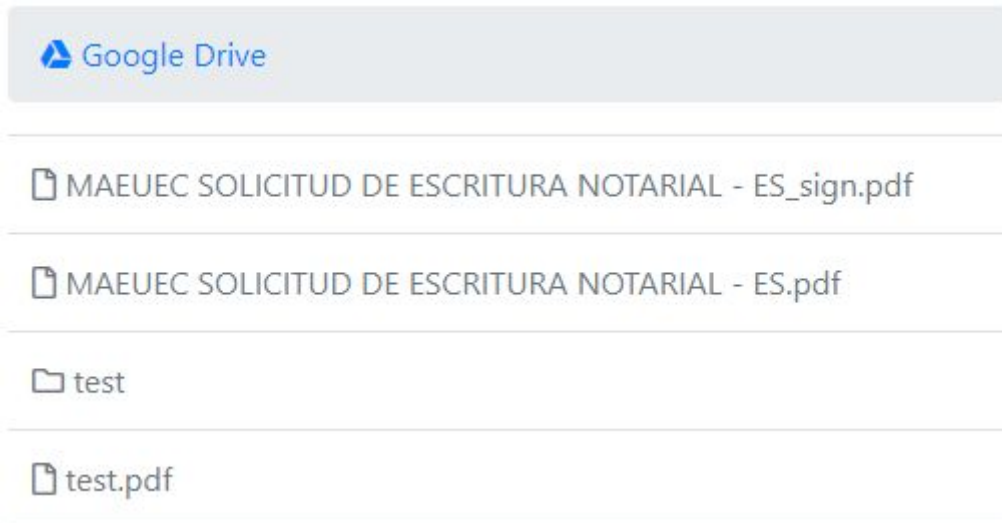 Google Drive
MAEUEC SOLICITUD DE ESCRITURA NOTARIAL - ES_sign.pdf
MAEUEC SOLICITUD DE ESCRITURA NOTARIAL - ES.pdf
test
test.pdf